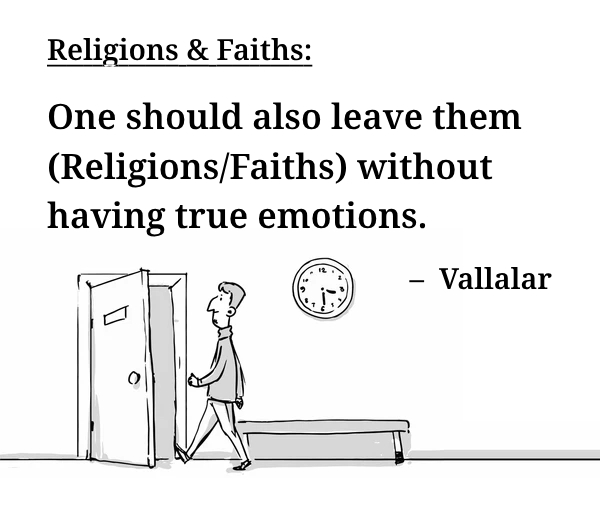 Religions & Faiths:
One should also leave them
(Religions/Faiths) without
having true emotions.
– Vallalar